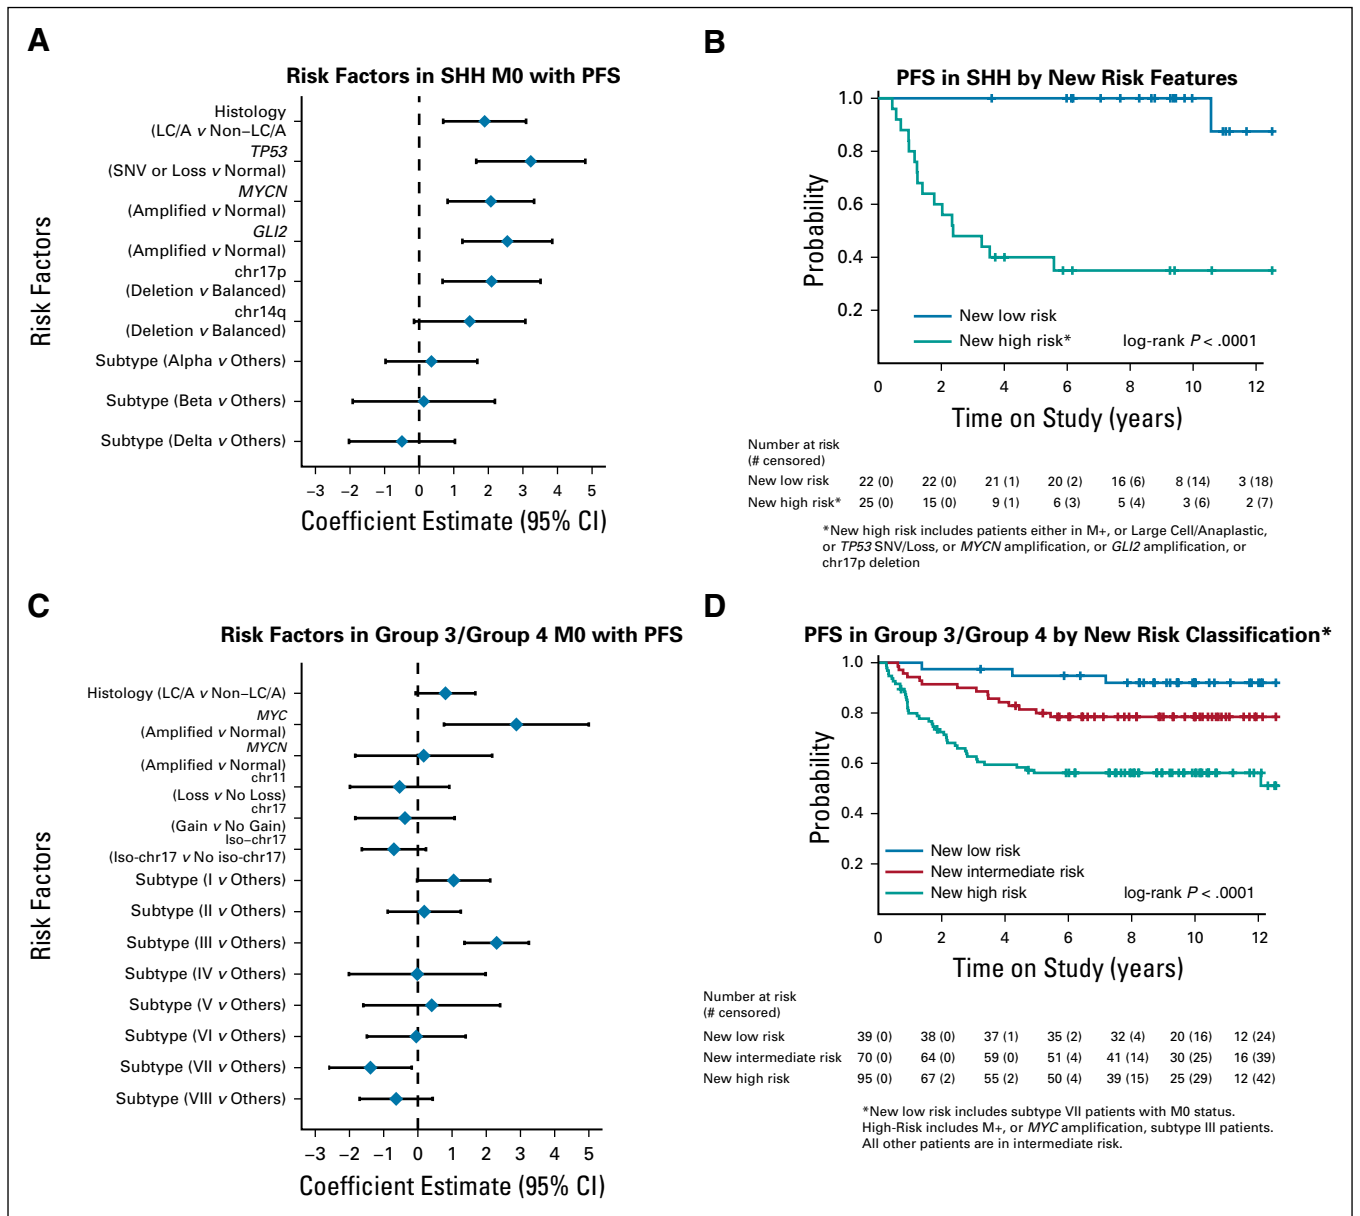 A
Risk Factors in SHH M0 with PFS
Risk Factors
Histology
(LC/A v Non–LC/A
TP53
(SNV or Loss v Normal)
MYCN
(Amplified v Normal)
GLI2
(Amplified v Normal)
chr17p
(Deletion v Balanced)
chr14q
(Deletion v Balanced)
Subtype (Alpha v Others)
Subtype (Beta v Others)
Subtype (Delta v Others)
–3 –2 –1 0 1 2 3 4 5
Coefficient Estimate (95% CI)
B
PFS in SHH by New Risk Features
Probability
1.0
0.8
0.6
0.4
0.2
New low risk
New high risk* log-rank P < .0001
0 2 4 6 8 10 12
Time on Study (years)
Number at risk
(# censored)
New low risk 22 (0) 22 (0) 21 (1) 20 (2) 16 (6) 8 (14) 3 (18)
New high risk* 25 (0) 15 (0) 9 (1) 6 (3) 5 (4) 3 (6) 2 (7)
*New high risk includes patients either in M+, or Large Cell/Anaplastic,
or TP53 SNV/Loss, or MYCN amplification, or GLI2 amplification, or
chr17p deletion
C
Risk Factors in Group 3/Group 4 M0 with PFS
Risk Factors
Histology (LC/A v Non–LC/A)
MYC
(Amplified v Normal)
MYCN
(Amplified v Normal)
chr11
(Loss v No Loss)
chr17
(Gain v No Gain)
Iso–chr17
(Iso-chr17 v No iso-chr17)
Subtype (I v Others)
Subtype (II v Others)
Subtype (III v Others)
Subtype (IV v Others)
Subtype (V v Others)
Subtype (VI v Others)
Subtype (VII v Others)
Subtype (VIII v Others)
–3 –2 –1 0 1 2 3 4 5
Coefficient Estimate (95% CI)
D
PFS in Group 3/Group 4 by New Risk Classification*
Probability
1.0
0.8
0.6
0.4
0.2
New low risk
New intermediate risk
New high risk log-rank P < .0001
0 2 4 6 8 10 12
Time on Study (years)
Number at risk
(# censored)
New low risk 39 (0) 38 (0) 37 (1) 35 (2) 32 (4) 20 (16) 12 (24)
New intermediate risk 70 (0) 64 (0) 59 (0) 51 (4) 41 (14) 30 (25) 16 (39)
New high risk 95 (0) 67 (2) 55 (2) 50 (4) 39 (15) 25 (29) 12 (42)
*New low risk includes subtype VII patients with M0 status.
High-Risk includes M+, or MYC amplification, subtype III patients.
All other patients are in intermediate risk.